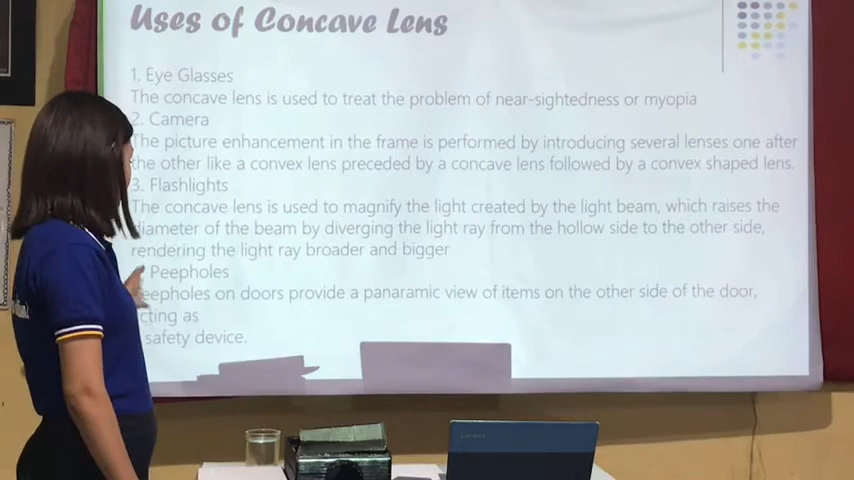 Uses of Concave Lens
1. Eye Glasses
The concave lens is used to treat the problem of near-sightedness or myopia
2. Camera
The picture enhancement in the frame is performed by introducing several lenses one after
the other like a convex lens preceded by a concave lens followed by a convex shaped lens.
3. Flashlights
The concave lens is used to magnify the light created by the light beam, which raises the
diameter of the beam by diverging the light ray from the hollow side to the other side,
rendering the light ray broader and bigger
Peepholes
Peepholes on doors provide a panaramic view of items on the other side of the door,
acting as
safety device.
Lenovo